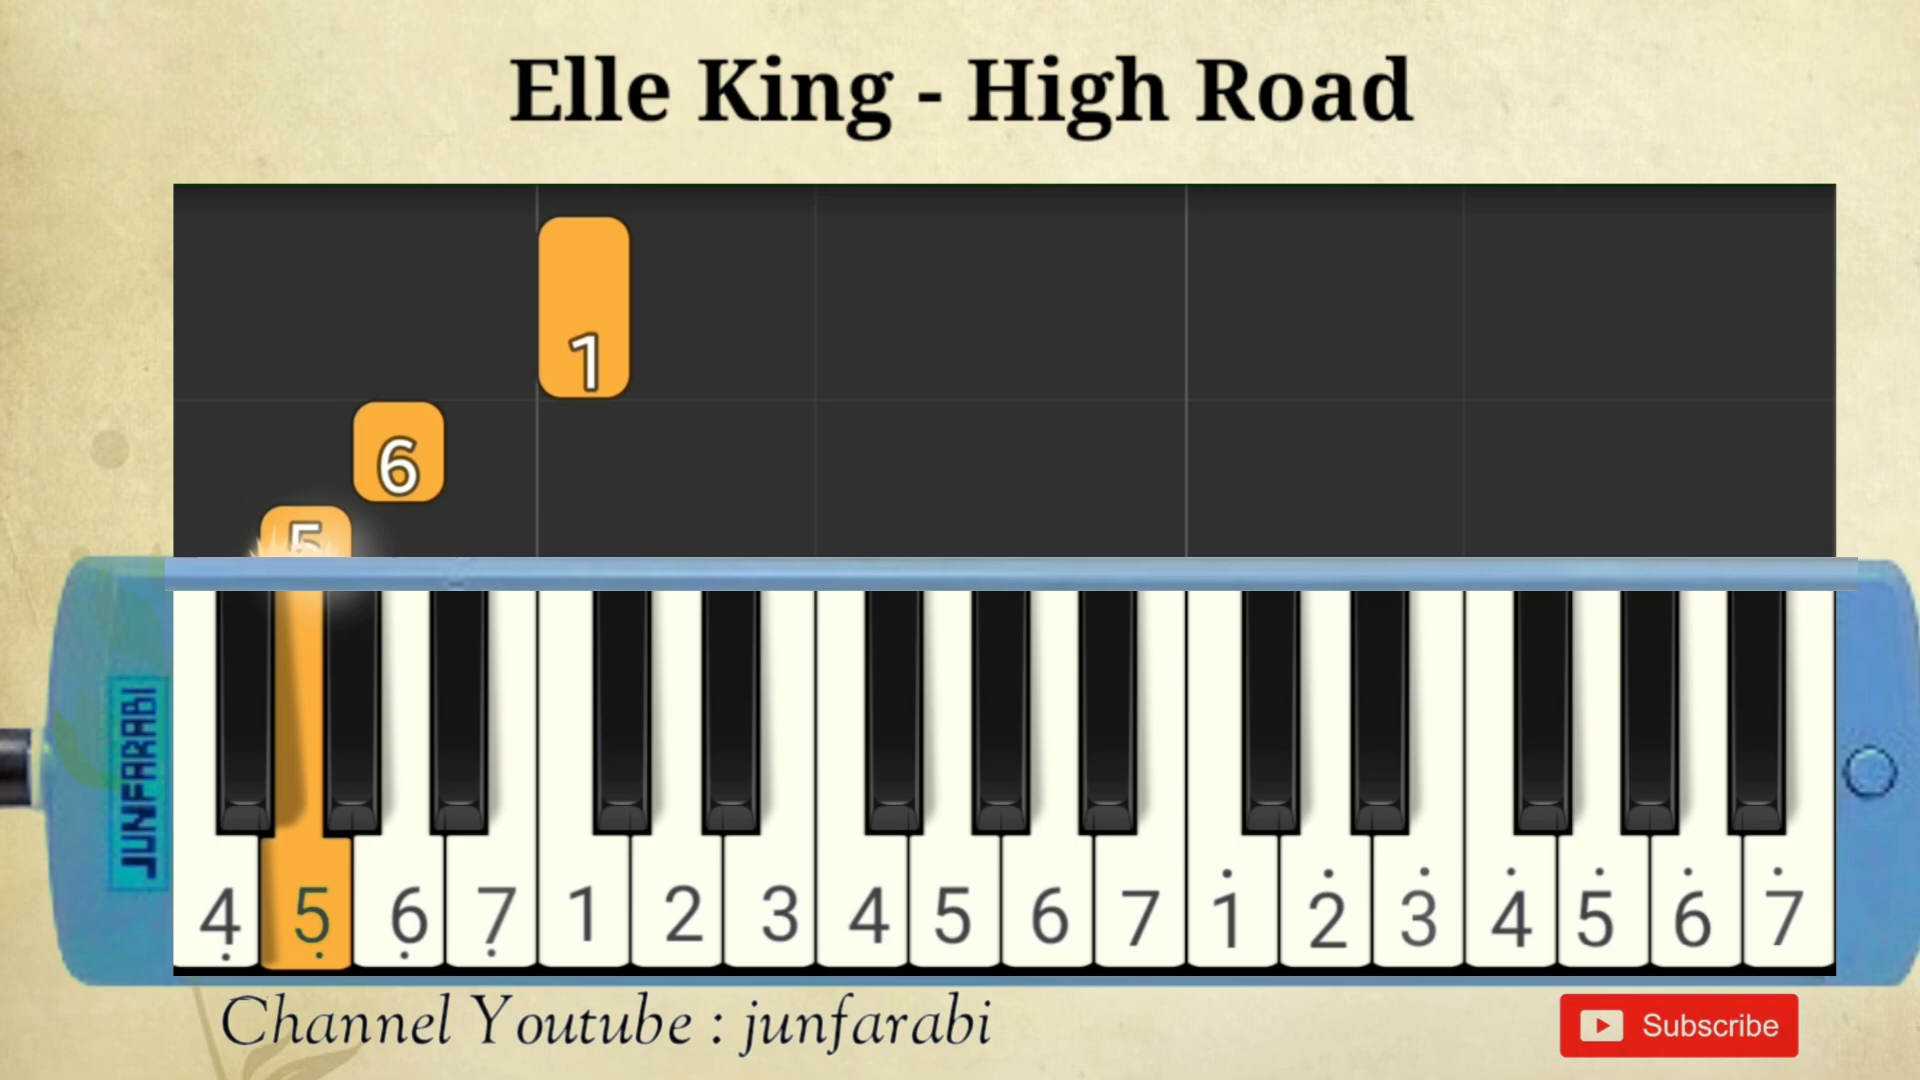 Elle King - High Road
1
6
5
JUNFARABI
4̣ 5̣ 6̣ 7̣ 1 2 3 4 5 6 7 1̇ 2̇ 3̇ 4̇ 5̇ 6̇ 7̇
Channel Youtube : junfarabi
Subscribe